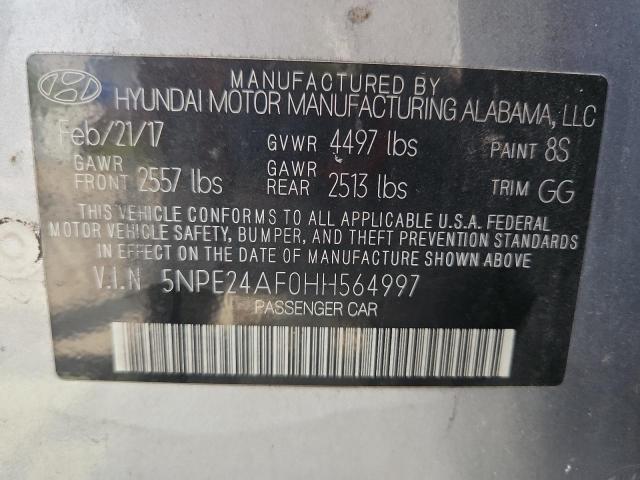 MANUFACTURED BY
HYUNDAI MOTOR MANUFACTURING ALABAMA, LLC
Feb/21/17 GVWR 4497 lbs PAINT 8S
GAWR FRONT 2557 lbs GAWR REAR 2513 lbs TRIM GG
THIS VEHICLE CONFORMS TO ALL APPLICABLE U.S.A. FEDERAL
MOTOR VEHICLE SAFETY, BUMPER, AND THEFT PREVENTION STANDARDS
IN EFFECT ON THE DATE OF MANUFACTURE SHOWN ABOVE.
V.I.N 5NPE24AF0HH564997
PASSENGER CAR